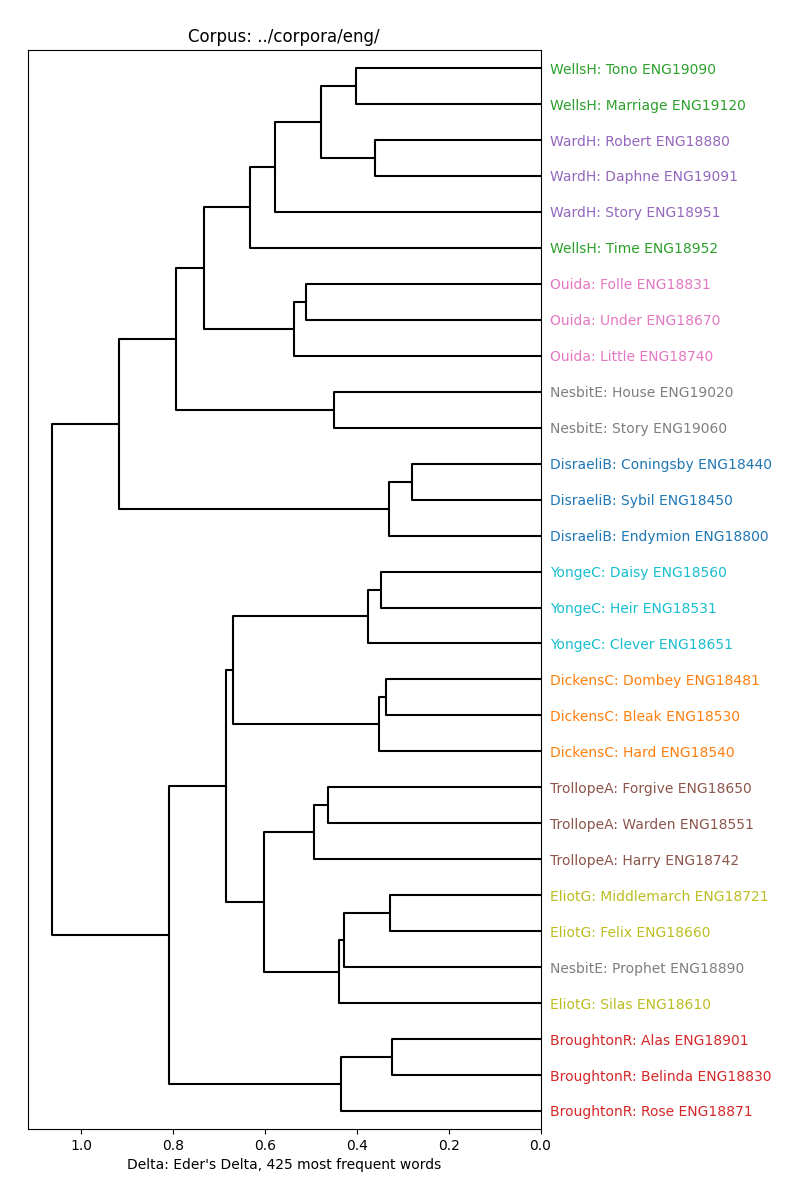 Corpus: ../corpora/eng/
WellsH: Tono ENG19090
WellsH: Marriage ENG19120
WardH: Robert ENG18880
WardH: Daphne ENG19091
WardH: Story ENG18951
WellsH: Time ENG18952
Ouida: Folle ENG18831
Ouida: Under ENG18670
Ouida: Little ENG18740
NesbitE: House ENG19020
NesbitE: Story ENG19060
DisraeliB: Coningsby ENG18440
DisraeliB: Sybil ENG18450
DisraeliB: Endymion ENG18800
YongeC: Daisy ENG18560
YongeC: Heir ENG18531
YongeC: Clever ENG18651
DickensC: Dombey ENG18481
DickensC: Bleak ENG18530
DickensC: Hard ENG18540
TrollopeA: Forgive ENG18650
TrollopeA: Warden ENG18551
TrollopeA: Harry ENG18742
EliotG: Middlemarch ENG18721
EliotG: Felix ENG18660
NesbitE: Prophet ENG18890
EliotG: Silas ENG18610
BroughtonR: Alas ENG18901
BroughtonR: Belinda ENG18830
BroughtonR: Rose ENG18871
1.0 0.8 0.6 0.4 0.2 0.0
Delta: Eder's Delta, 425 most frequent words